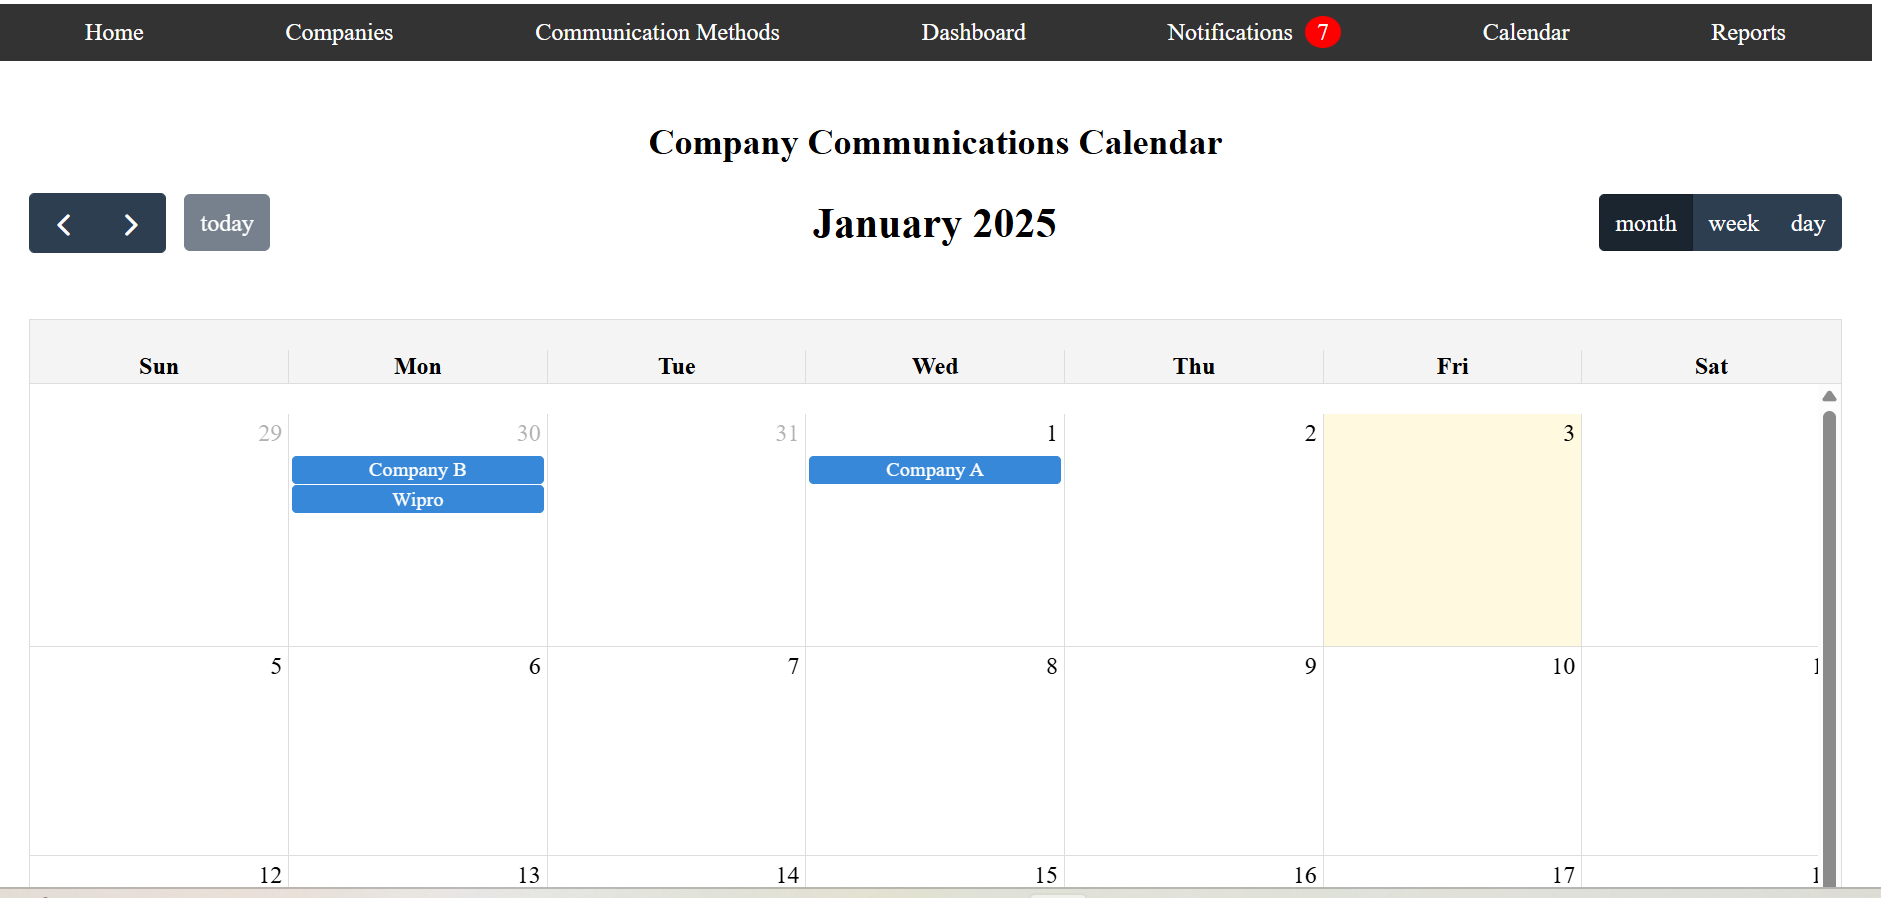 Home Companies Communication Methods Dashboard Notifications 7 Calendar Reports
Company Communications Calendar
today January 2025 month week day
Sun Mon Tue Wed Thu Fri Sat
29 30 31 1 2 3
Company B Company A
Wipro
5 6 7 8 9 10
12 13 14 15 16 17